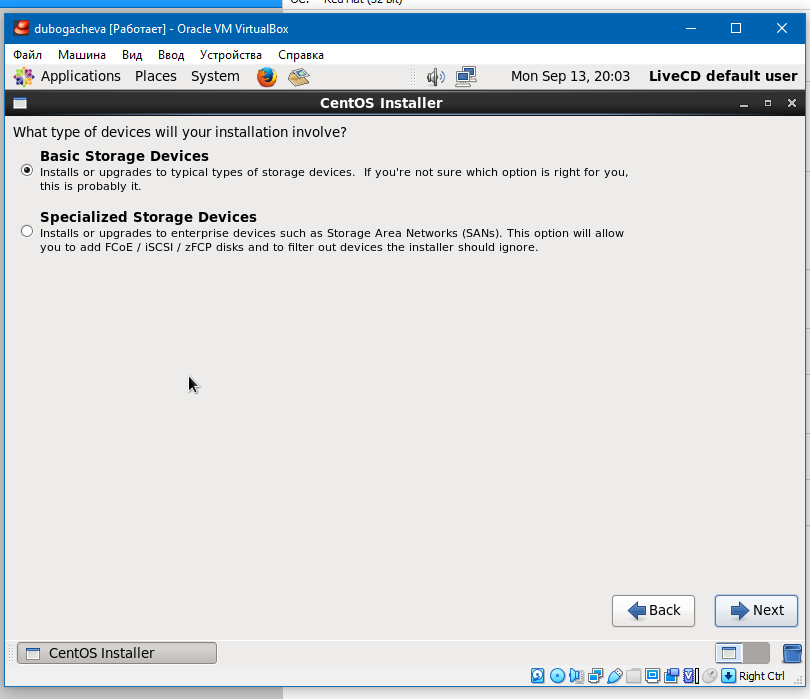 dubogacheva [Работает] - Oracle VM VirtualBox
Файл Машина Вид Ввод Устройства Справка
Applications Places System Mon Sep 13, 20:03 LiveCD default user
CentOS Installer
What type of devices will your installation involve?
Basic Storage Devices
Installs or upgrades to typical types of storage devices.  If you're not sure which option is right for you,
this is probably it.
Specialized Storage Devices
Installs or upgrades to enterprise devices such as Storage Area Networks (SANs). This option will allow
you to add FCoE / iSCSI / zFCP disks and to filter out devices the installer should ignore.
Back Next
CentOS Installer
Right Ctrl